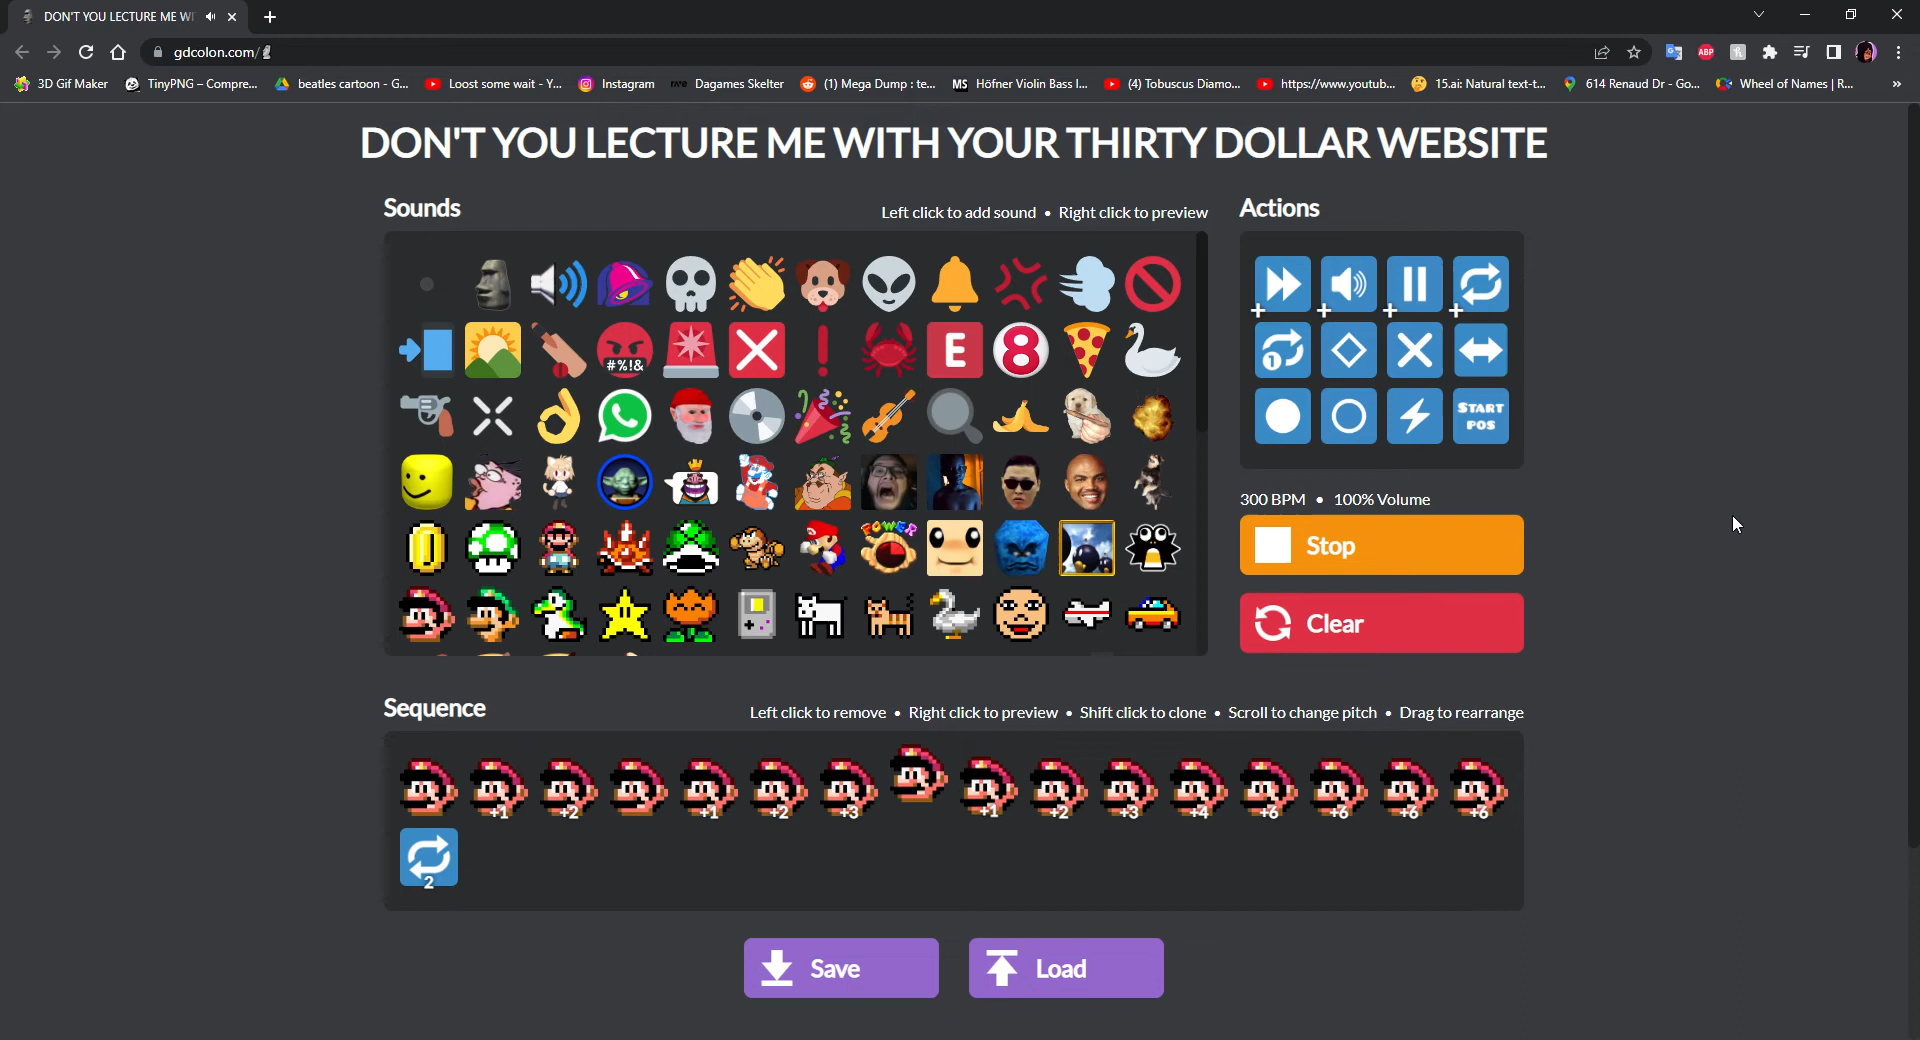 DON'T YOU LECTURE ME WI
gdcolon.com/🗿
3D Gif Maker
TinyPNG – Compre...
beatles cartoon - G...
Loost some wait - Y...
Instagram
Dagames Skelter
(1) Mega Dump : te...
MS Höfner Violin Bass I...
(4) Tobuscus Diamo...
https://www.youtub...
15.ai: Natural text-t...
614 Renaud Dr - Go...
Wheel of Names | R...
»
ABP
DON'T YOU LECTURE ME WITH YOUR THIRTY DOLLAR WEBSITE
Sounds
Left click to add sound • Right click to preview
Actions
#%!&
E
8
POWER
1
START
POS
300 BPM • 100% Volume
Stop
Clear
Sequence
Left click to remove • Right click to preview • Shift click to clone • Scroll to change pitch • Drag to rearrange
+1 +2 +1 +2 +3 +1 +2 +3 +4 +6 +6 +6 +6
2
Save
Load